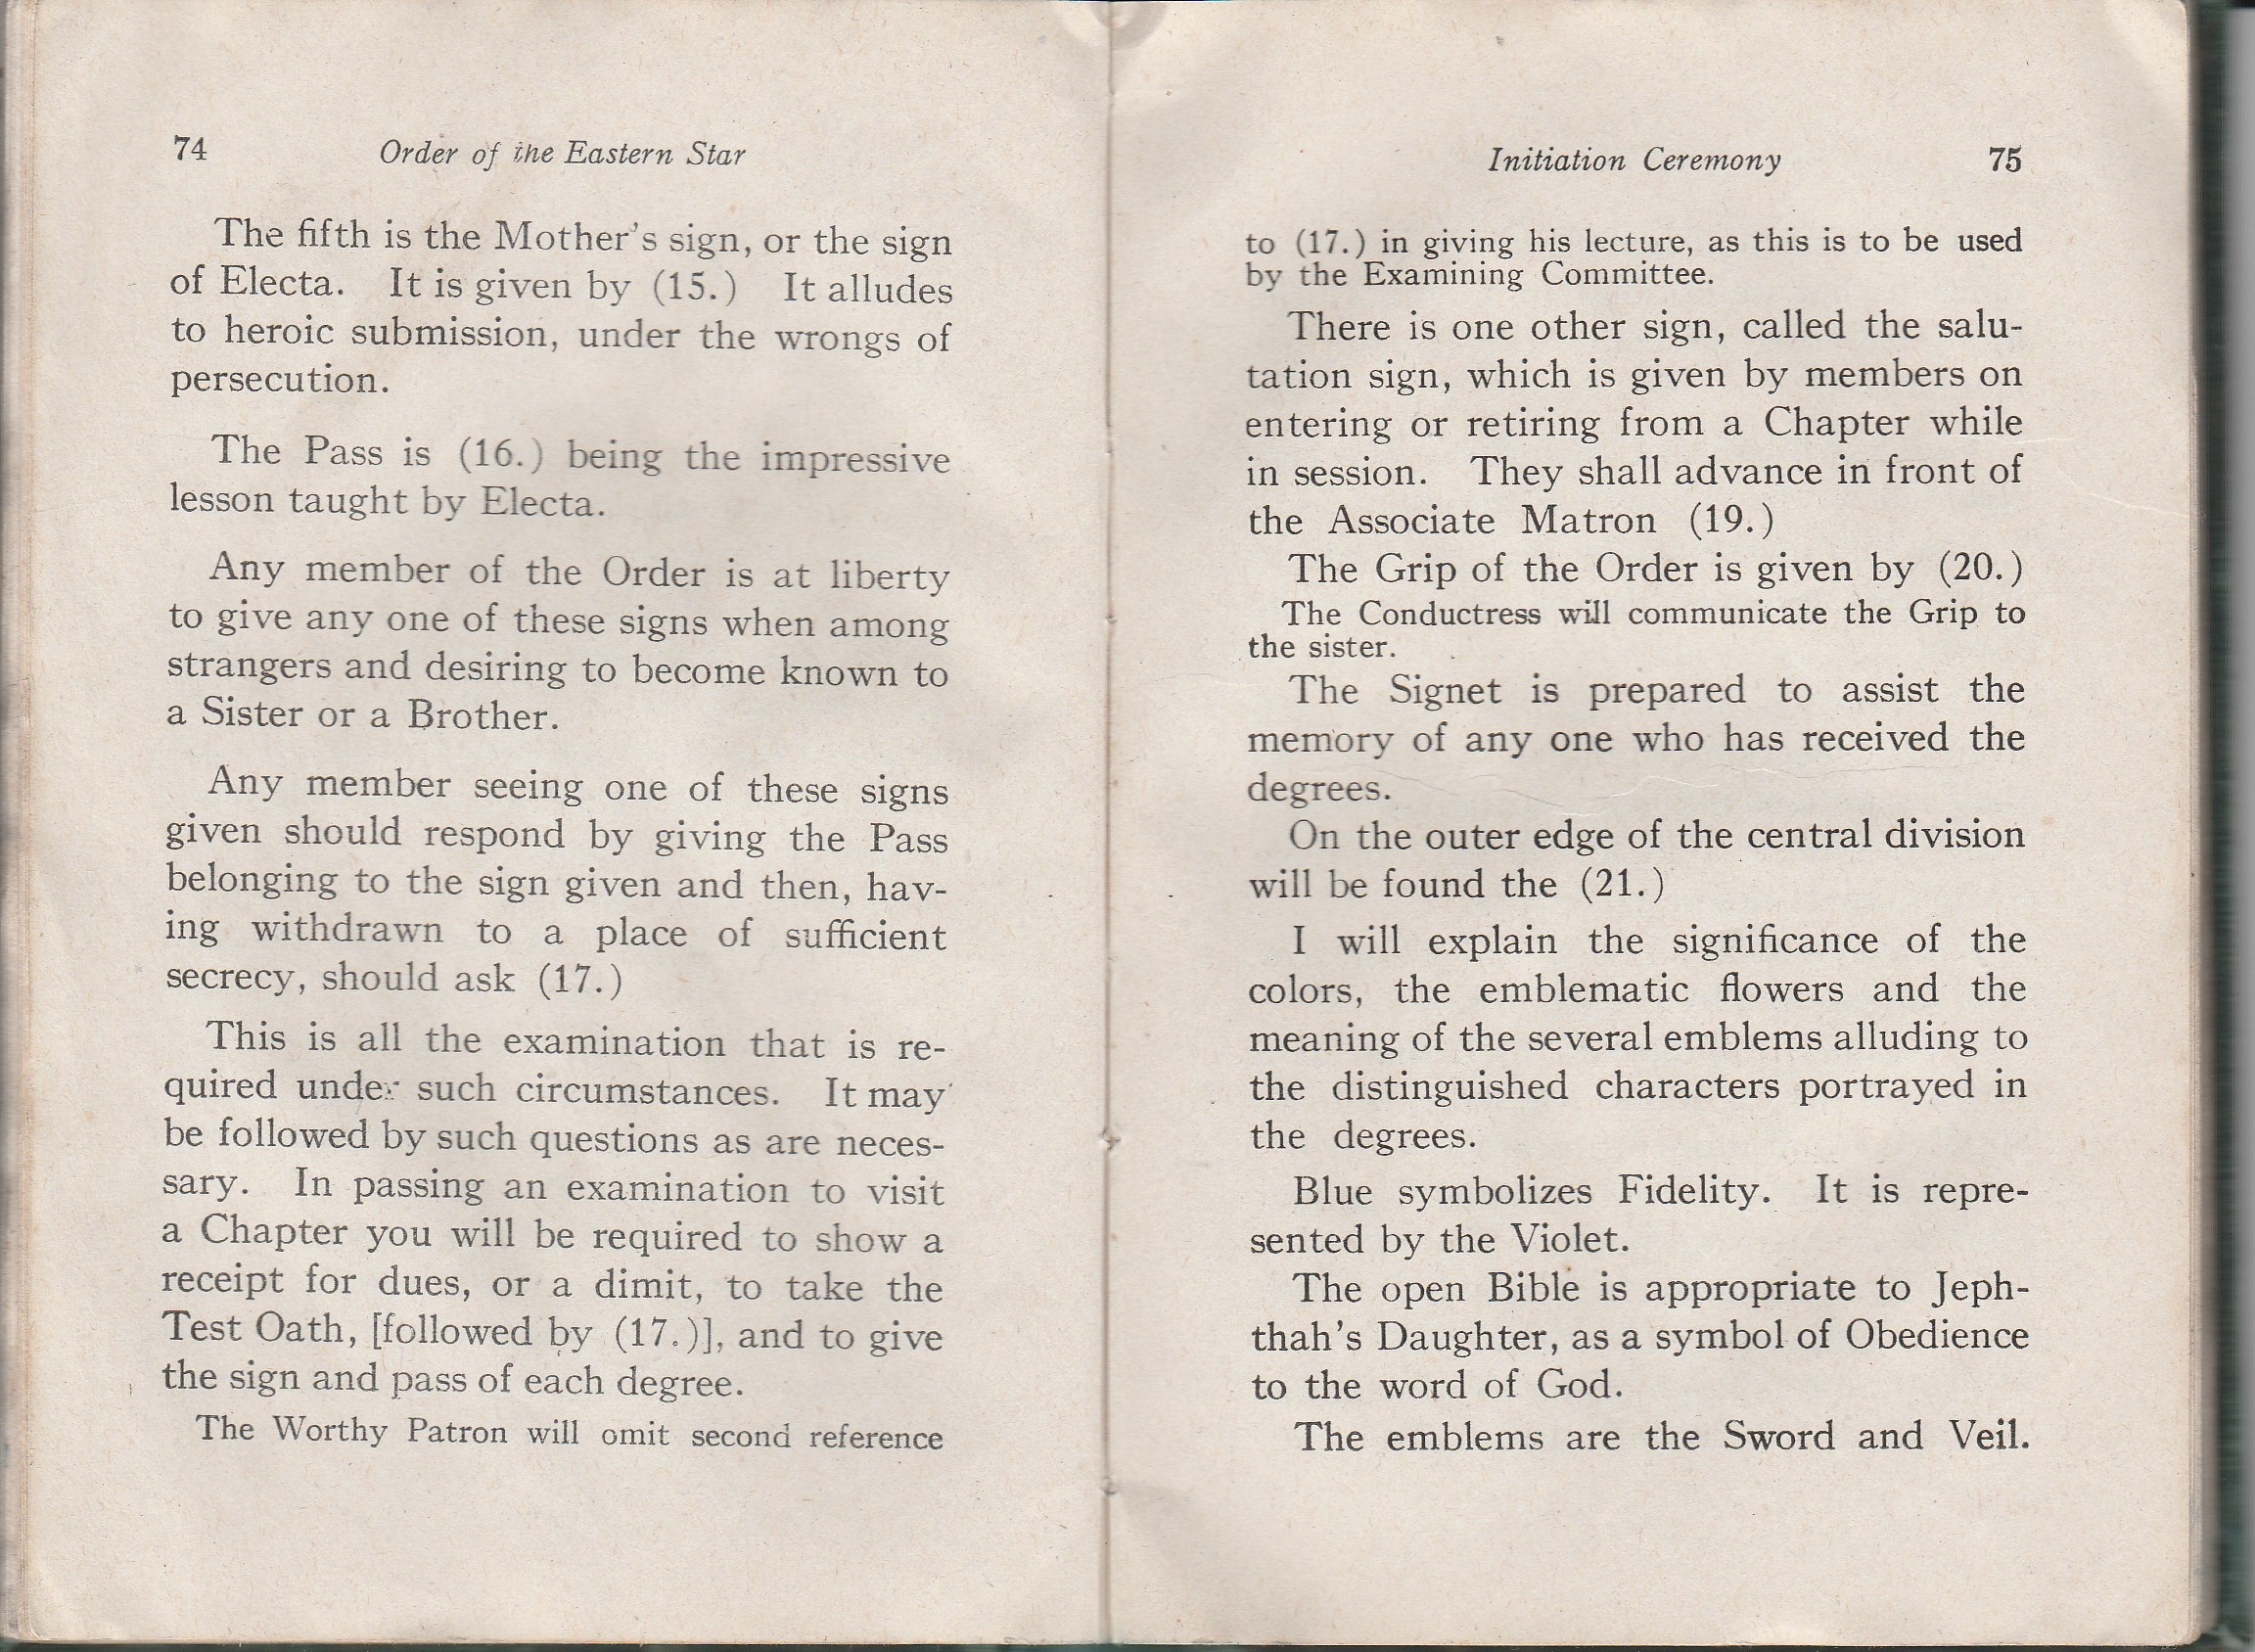 74 Order of the Eastern Star
The fifth is the Mother's sign, or the sign
of Electa. It is given by (15.) It alludes
to heroic submission, under the wrongs of
persecution.
The Pass is (16.) being the impressive
lesson taught by Electa.
Any member of the Order is at liberty
to give any one of these signs when among
strangers and desiring to become known to
a Sister or a Brother.
Any member seeing one of these signs
given should respond by giving the Pass
belonging to the sign given and then, hav-
ing withdrawn to a place of sufficient
secrecy, should ask (17.)
This is all the examination that is re-
quired under such circumstances. It may
be followed by such questions as are neces-
sary. In passing an examination to visit
a Chapter you will be required to show a
receipt for dues, or a dimit, to take the
Test Oath, [followed by (17.)], and to give
the sign and pass of each degree.
The Worthy Patron will omit second reference
Initiation Ceremony 75
to (17.) in giving his lecture, as this is to be used
by the Examining Committee.
There is one other sign, called the salu-
tation sign, which is given by members on
entering or retiring from a Chapter while
in session. They shall advance in front of
the Associate Matron (19.)
The Grip of the Order is given by (20.)
The Conductress will communicate the Grip to
the sister.
The Signet is prepared to assist the
memory of any one who has received the
degrees.
On the outer edge of the central division
will be found the (21.)
I will explain the significance of the
colors, the emblematic flowers and the
meaning of the several emblems alluding to
the distinguished characters portrayed in
the degrees.
Blue symbolizes Fidelity. It is repre-
sented by the Violet.
The open Bible is appropriate to Jeph-
thah's Daughter, as a symbol of Obedience
to the word of God.
The emblems are the Sword and Veil.